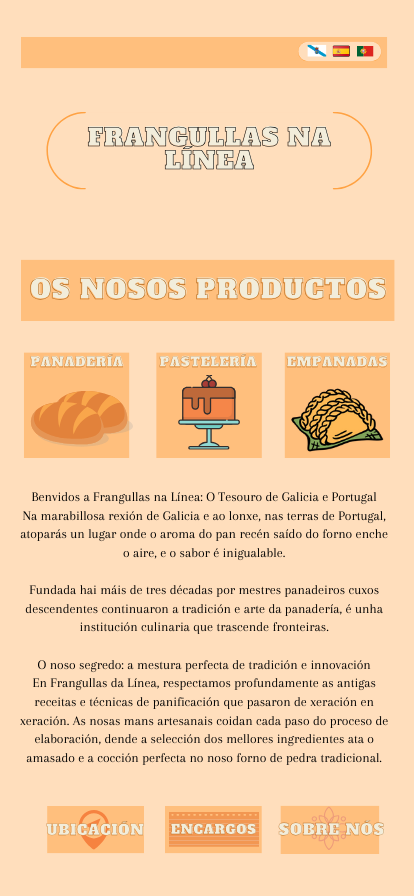 FRANGULLAS NA
LÍNEA
OS NOSOS PRODUCTOS
PANADERÍA
PASTELERÍA
EMPANADAS
Benvidos a Frangullas na Línea: O Tesouro de Galicia e Portugal
Na marabillosa rexión de Galicia e ao lonxe, nas terras de Portugal,
atoparás un lugar onde o aroma do pan recén saído do forno enche
o aire, e o sabor é inigualable.
Fundada hai máis de tres décadas por mestres panadeiros cuxos
descendentes continuaron a tradición e arte da panadería, é unha
institución culinaria que trascende fronteiras.
O noso segredo: a mestura perfecta de tradición e innovación
En Frangullas da Línea, respectamos profundamente as antigas
receitas e técnicas de panificación que pasaron de xeración en
xeración. As nosas mans artesanais coidan cada paso do proceso de
elaboración, dende a selección dos mellores ingredientes ata o
amasado e a cocción perfecta no noso forno de pedra tradicional.
UBICACIÓN
ENCARGOS
SOBRE NÓS